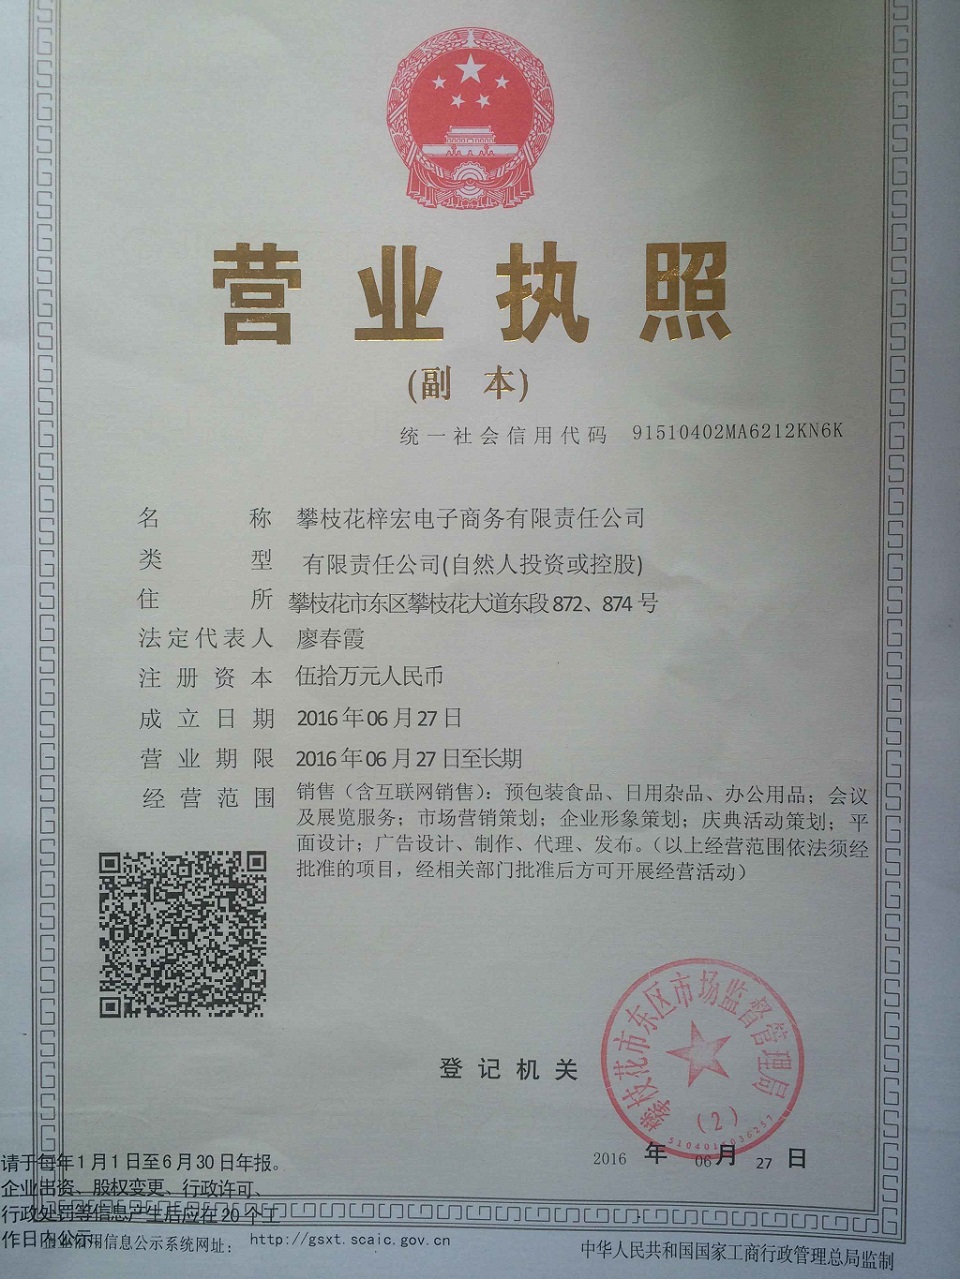 营业执照
(副 本)
统一社会信用代码 91510402MA6212KN6K
名称 攀枝花梓宏电子商务有限责任公司
类型 有限责任公司(自然人投资或控股)
住所 攀枝花市东区攀枝花大道东段872、874号
法定代表人 廖春霞
注册资本 伍拾万元人民币
成立日期 2016年06月27日
营业期限 2016年06月27日至长期
经营范围 销售（含互联网销售）：预包装食品、日用杂品、办公用品；会议
及展览服务；市场营销策划；企业形象策划；庆典活动策划；平
面设计；广告设计、制作、代理、发布。（以上经营范围依法须经
批准的项目，经相关部门批准后方可开展经营活动）
登记机关
攀枝花市东区市场监督管理局
(2)
2016 年 06 月 27 日
请于每年1月1日至6月30日年报。
企业出资、股权变更、行政许可、
行政处罚等信息产生后应在20个工
作日内公示
企业信用信息公示系统网址： http://gsxt.scaic.gov.cn
中华人民共和国国家工商行政管理总局监制